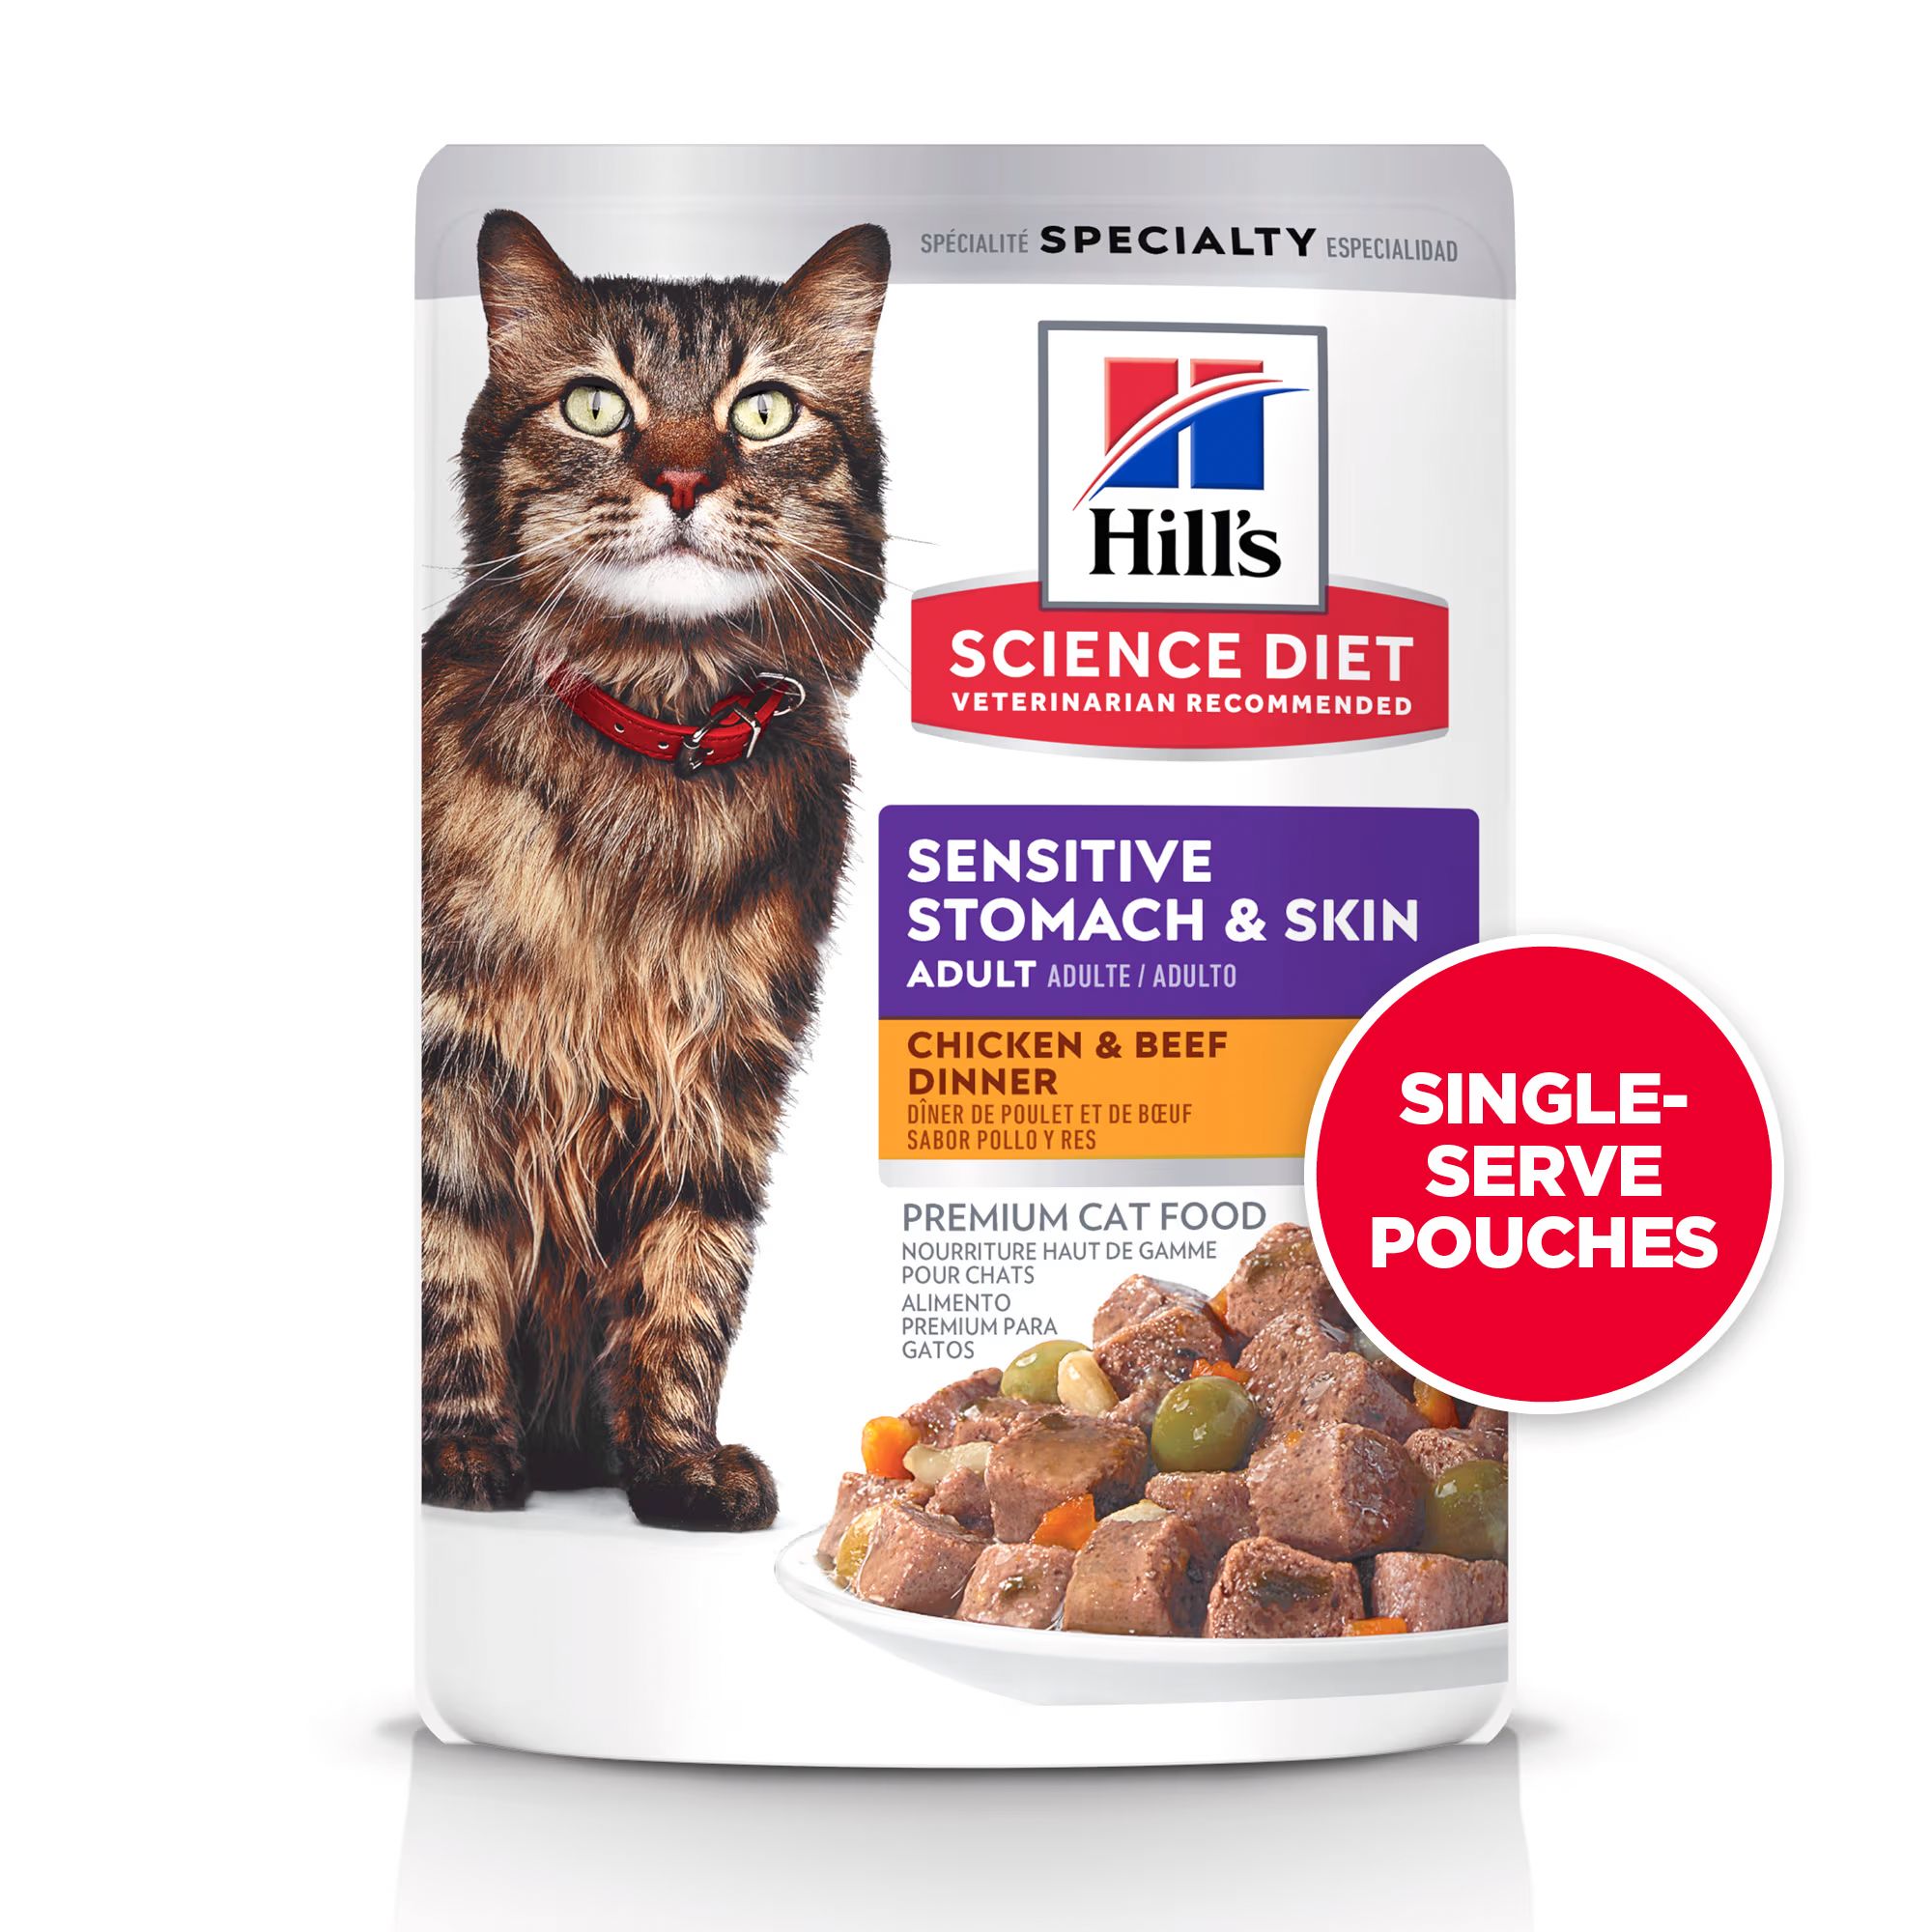 SPÉCIALITÉ SPECIALTY ESPECIALIDAD
Hill's
SCIENCE DIET
VETERINARIAN RECOMMENDED
SENSITIVE
STOMACH & SKIN
ADULT ADULTE / ADULTO
CHICKEN & BEEF
DINNER
DÎNER DE POULET ET DE BŒUF
SABOR POLLO Y RES
PREMIUM CAT FOOD
NOURRITURE HAUT DE GAMME
POUR CHATS
ALIMENTO
PREMIUM PARA
GATOS
SINGLE-
SERVE
POUCHES